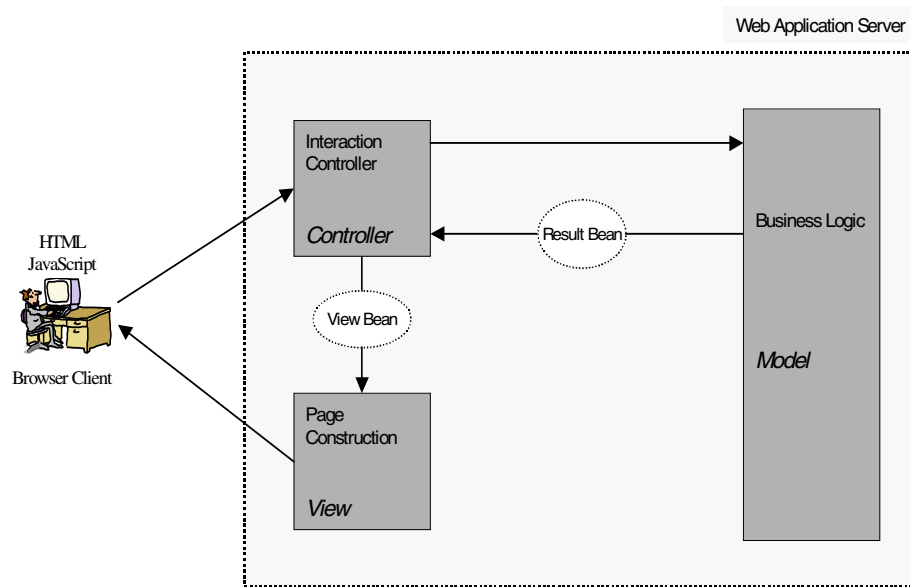 Web Application Server
Interaction
Controller
Controller
Result Bean
Business Logic
Model
HTML
JavaScript
Browser Client
View Bean
Page
Construction
View